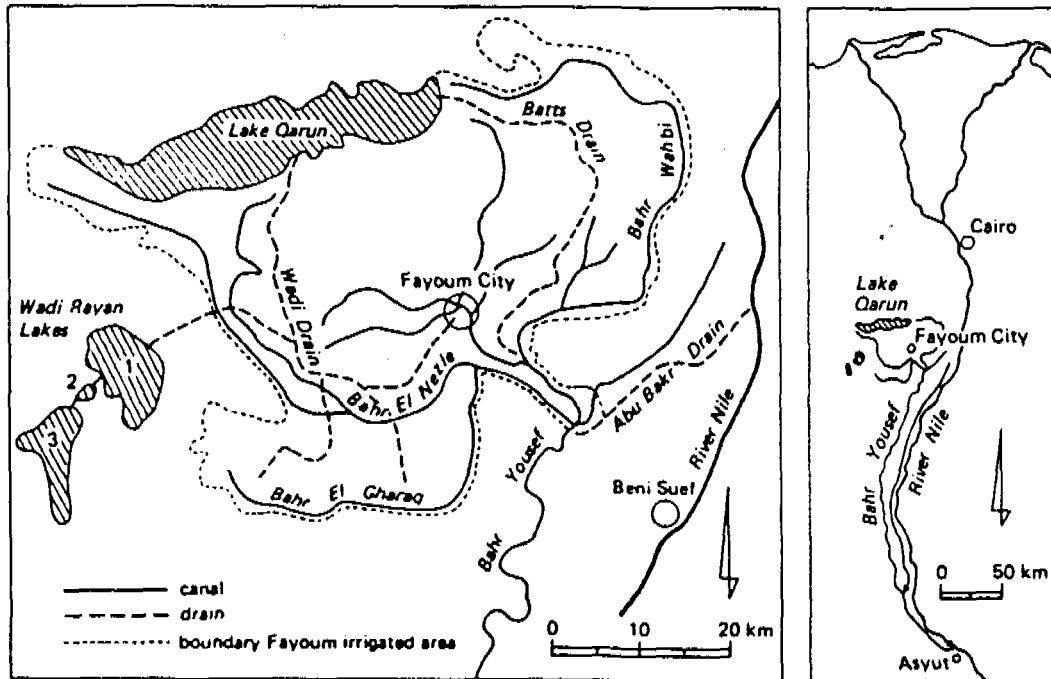 Lake Qarun
Batts
Drain
Bahr Wahbi
Wadi Drain
Fayoum City
Wadi Rayan
Lakes
1
2
3
Bahr El Nezle
Abu Bakr Drain
Bahr El Gharaq
Bahr Yousef
River Nile
Beni Suef
canal
drain
boundary Fayoum irrigated area
0 10 20 km
Cairo
Lake
Qarun
Fayoum City
Bahr Yousef
River Nile
0 50 km
Asyut